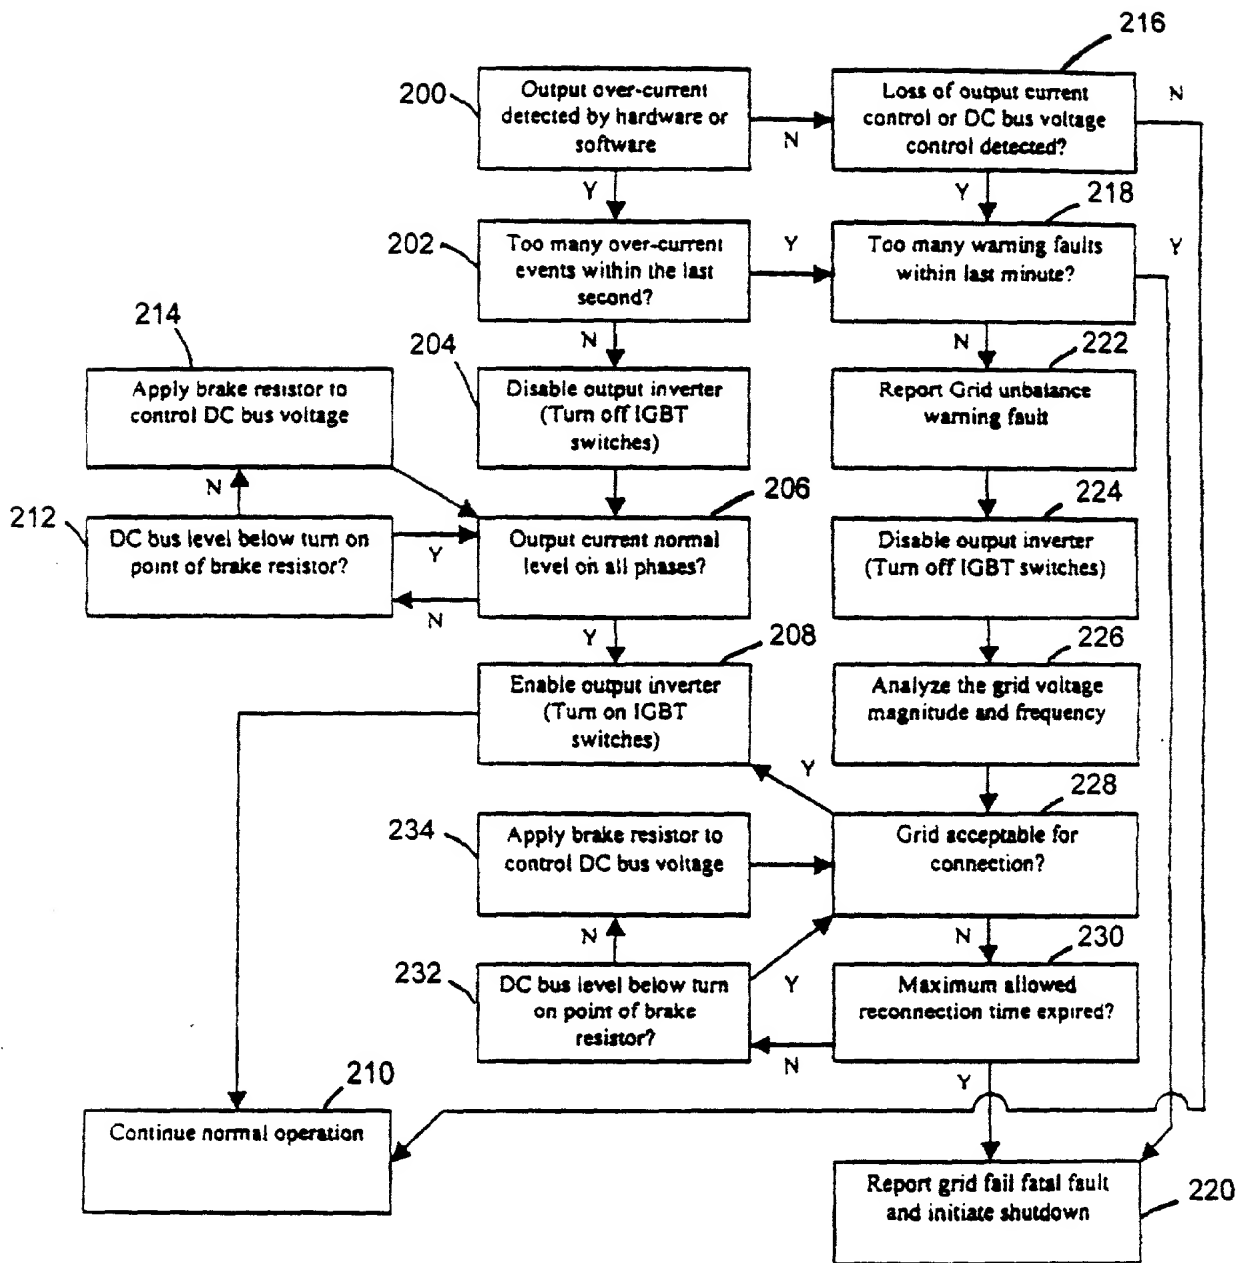 216
200
Output over-current
detected by hardware or
software
N
Loss of output current
control or DC bus voltage
control detected?
N
Y
Y
218
202
Too many over-current
events within the last
second?
Y
Too many warning faults
within last minute?
Y
214
204
N
N
222
Apply brake resistor to
control DC bus voltage
Disable output inverter
(Turn off IGBT
switches)
Report Grid unbalance
warning fault
N
206
224
212
DC bus level below turn on
point of brake resistor?
Y
N
Output current normal
level on all phases?
Disable output inverter
(Turn off IGBT switches)
Y
208
226
Enable output inverter
(Turn on IGBT
switches)
Analyze the grid voltage
magnitude and frequency
Y
228
234
Apply brake resistor to
control DC bus voltage
Grid acceptable for
connection?
N
N
230
232
DC bus level below turn
on point of brake
resistor?
Y
N
Maximum allowed
reconnection time expired?
Y
210
Continue normal operation
Report grid fail fatal fault
and initiate shutdown
220